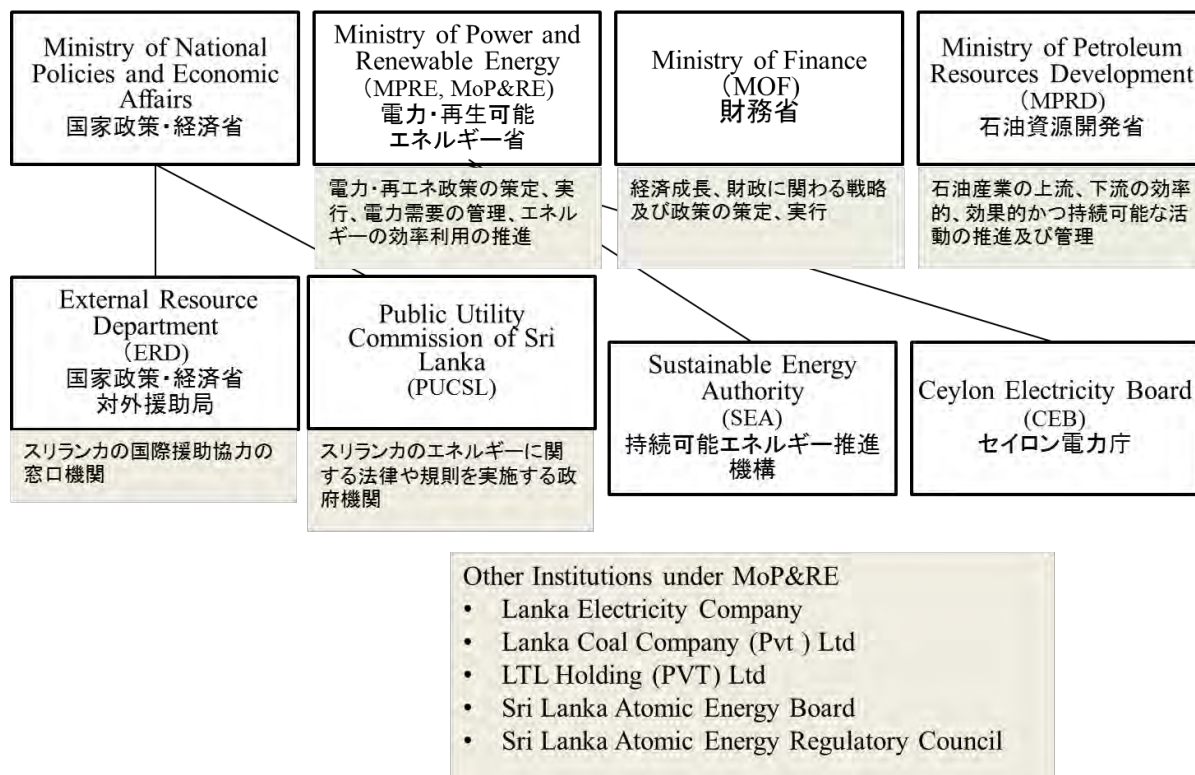 Ministry of National
Policies and Economic
Affairs
国家政策・経済省
Ministry of Power and
Renewable Energy
(MPRE, MoP&RE)
電力・再生可能
エネルギー省
Ministry of Finance
(MOF)
財務省
Ministry of Petroleum
Resources Development
(MPRD)
石油資源開発省
電力・再エネ政策の策定、実
行、電力需要の管理、エネル
ギーの効率利用の推進
経済成長、財政に関わる戦略
及び政策の策定、実行
石油産業の上流、下流の効率
的、効果的かつ持続可能な活
動の推進及び管理
External Resource
Department
(ERD)
国家政策・経済省
対外援助局
Public Utility
Commission of Sri
Lanka
(PUCSL)
Sustainable Energy
Authority
(SEA)
持続可能エネルギー推進
機構
Ceylon Electricity Board
(CEB)
セイロン電力庁
スリランカの国際援助協力の
窓口機関
スリランカのエネルギーに関
する法律や規則を実施する政
府機関
Other Institutions under MoP&RE
• Lanka Electricity Company
• Lanka Coal Company (Pvt ) Ltd
• LTL Holding (PVT) Ltd
• Sri Lanka Atomic Energy Board
• Sri Lanka Atomic Energy Regulatory Council